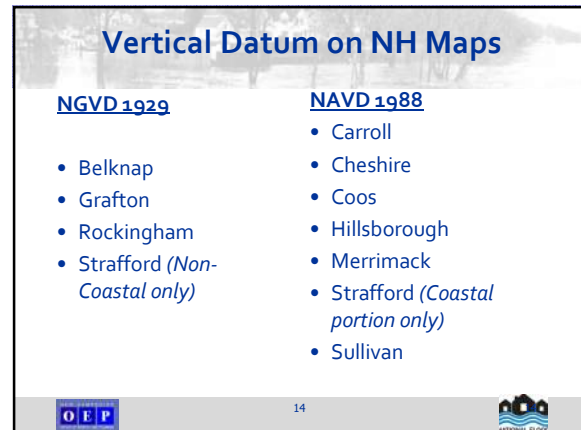 Vertical Datum on NH Maps
NGVD 1929
• Belknap
• Grafton
• Rockingham
• Strafford (Non-
Coastal only)
NAVD 1988
• Carroll
• Cheshire
• Coos
• Hillsborough
• Merrimack
• Strafford (Coastal
portion only)
• Sullivan
OEP
14